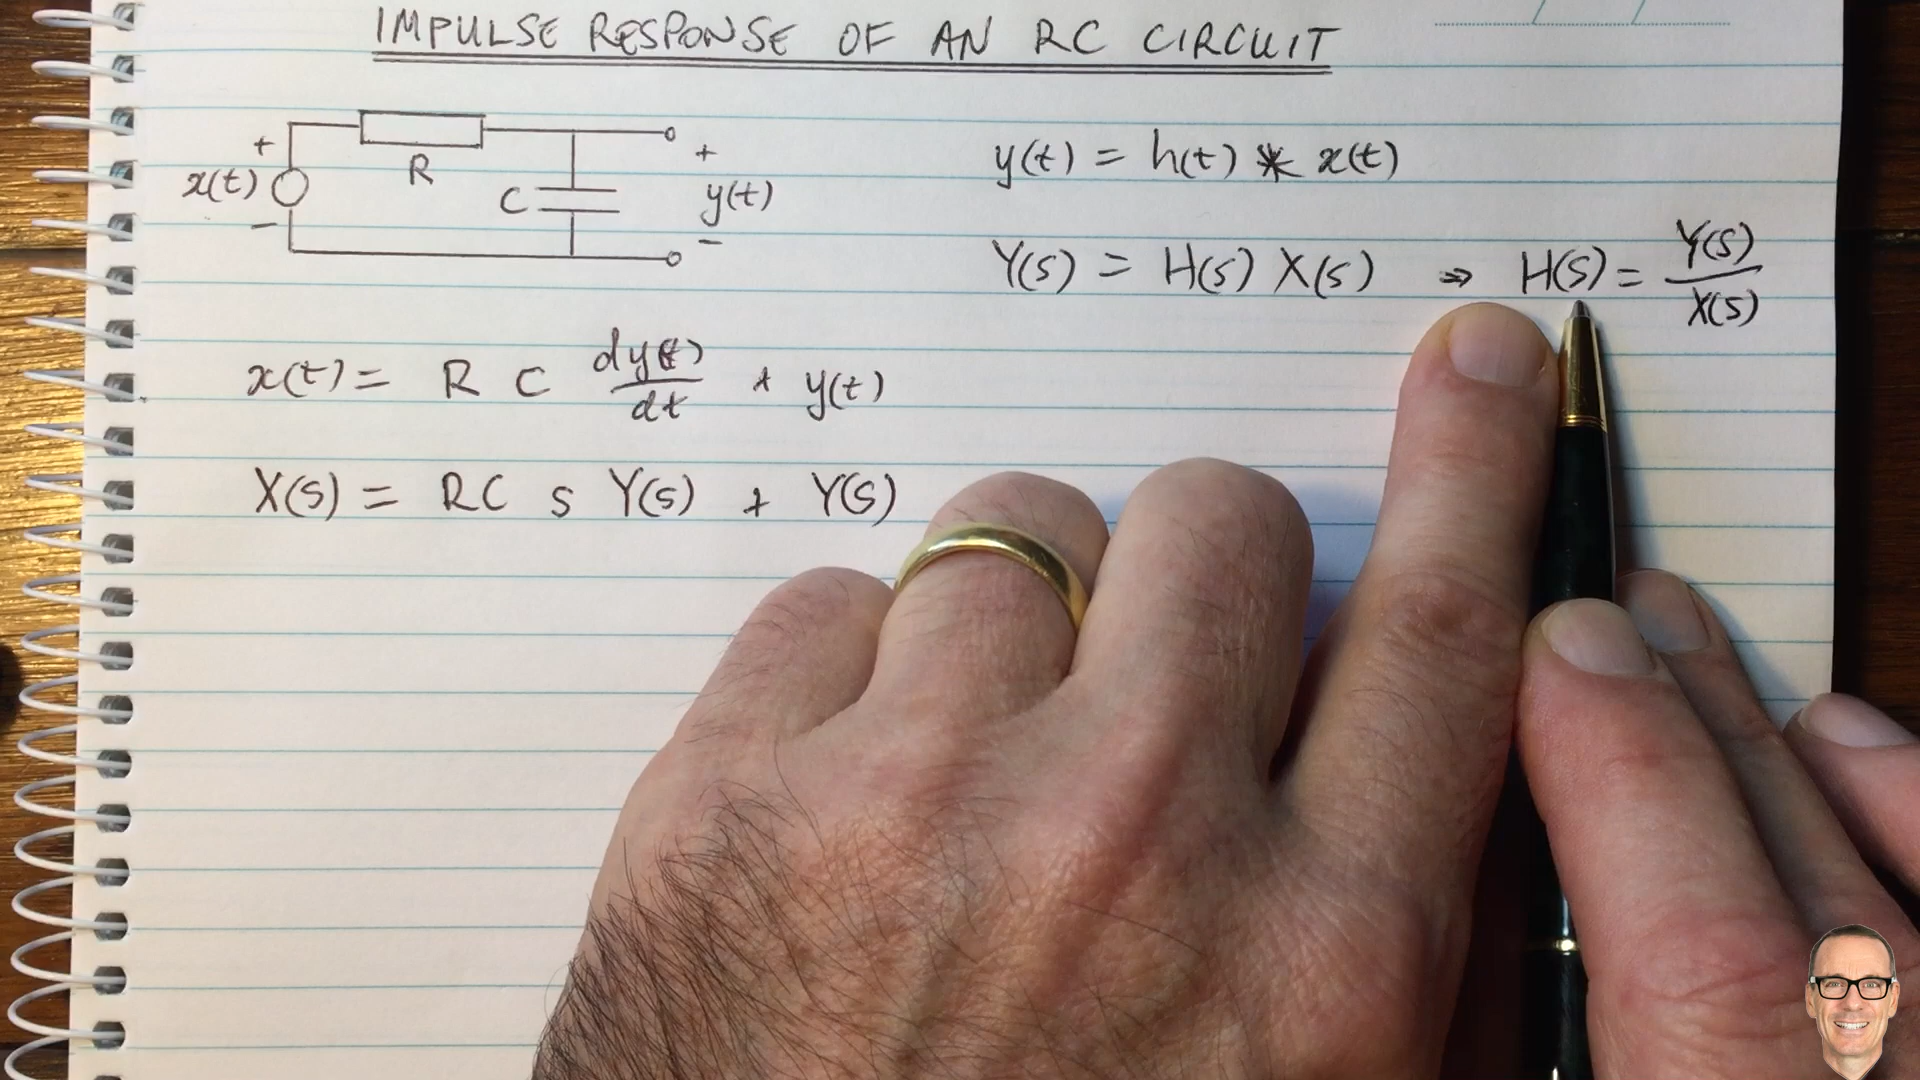 IMPULSE RESPONSE OF AN RC CIRCUIT
+
R
x(t)
−
C
+
y(t)
−
y(t) = h(t) * x(t)
Y(s) = H(s) X(s) ⇒ H(s) = Y(s)/X(s)
x(t) = R C dy(t)/dt + y(t)
X(s) = RC s Y(s) + Y(s)